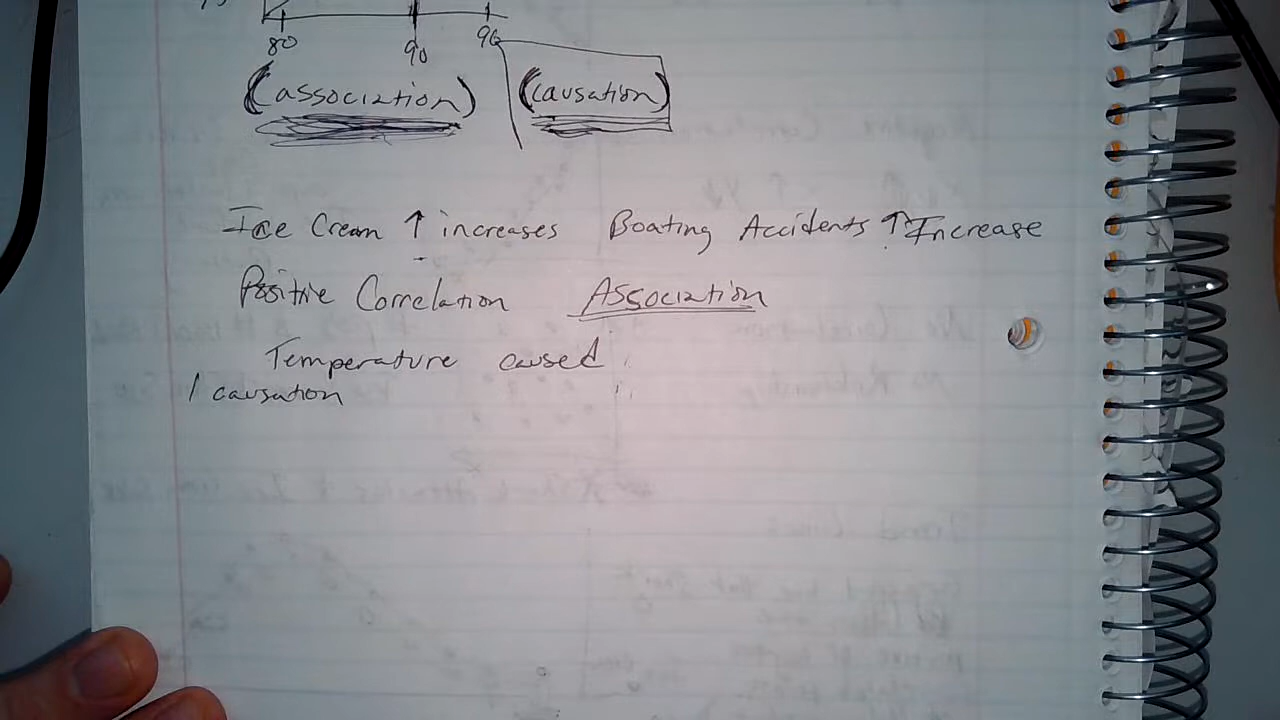 80 90 96
(association) (causation)
Ice Cream ↑ increases Boating Accidents ↑ Increase
Positive Correlation Association
Temperature caused
causation